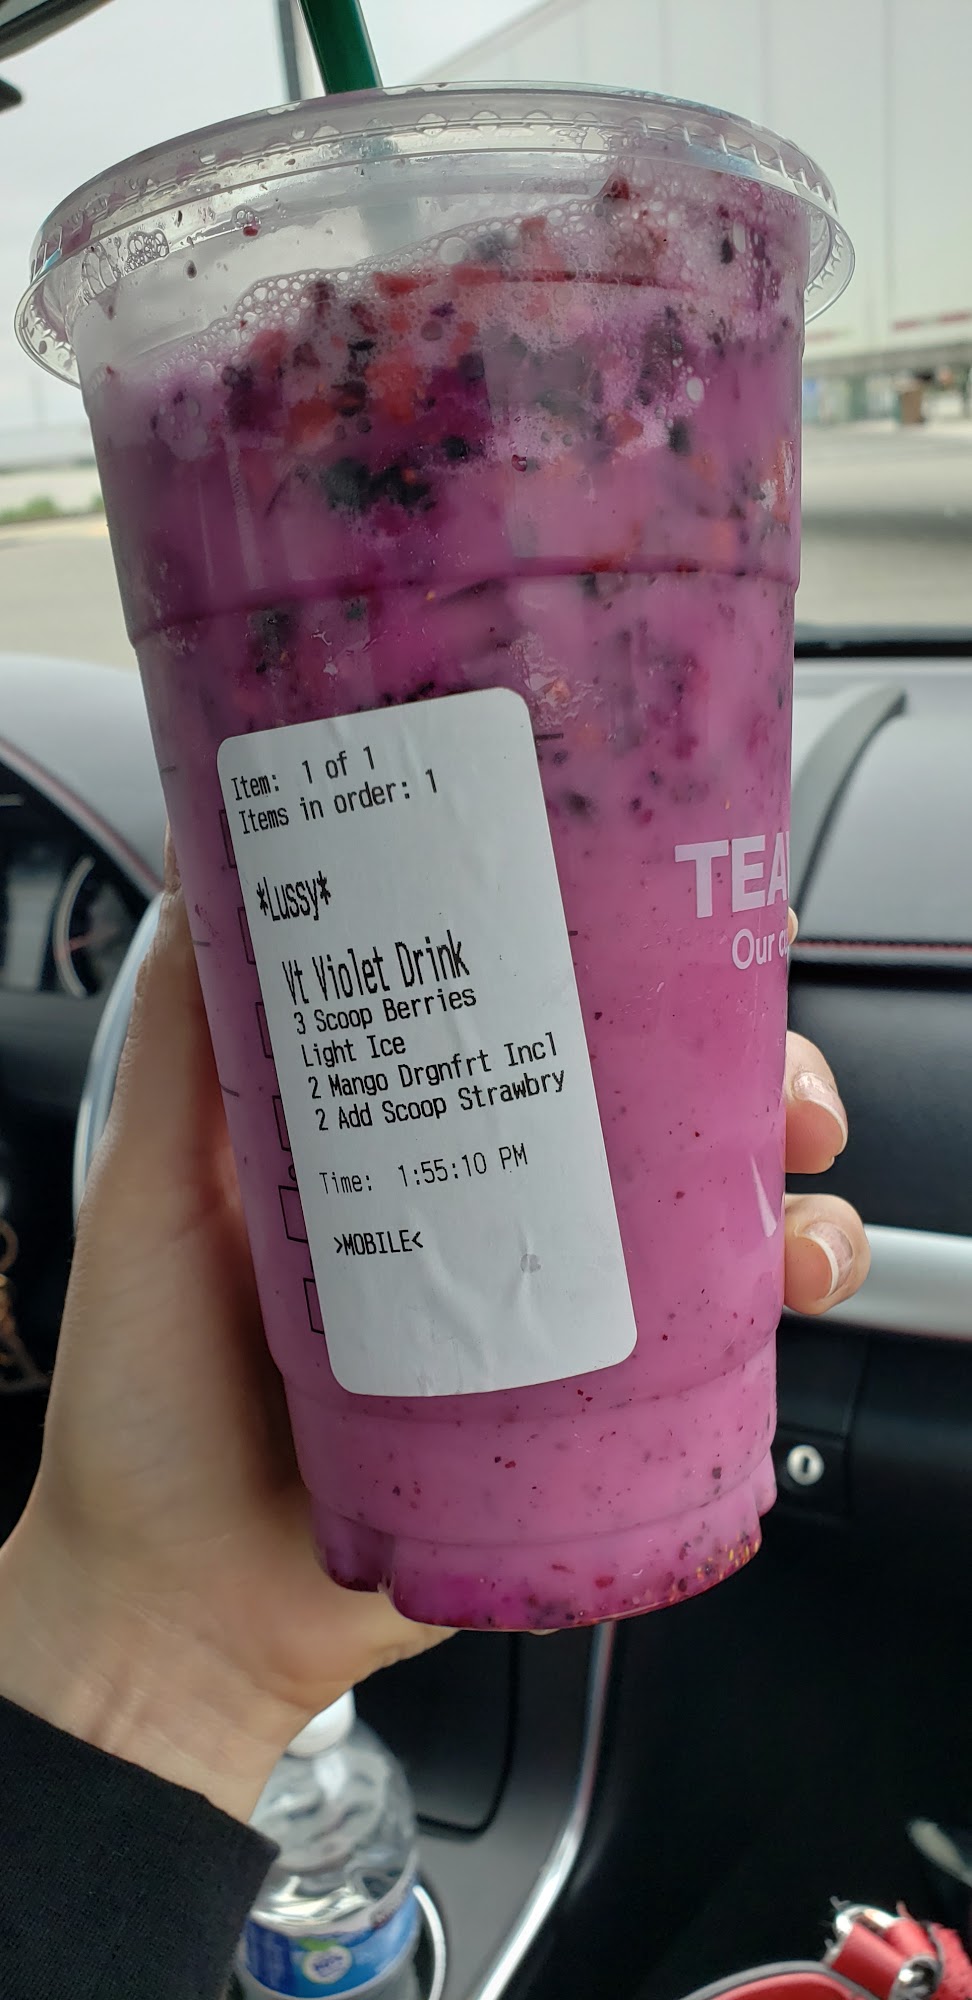 Item: 1 of 1
Items in order: 1
*Lussy*
Vt Violet Drink
3 Scoop Berries
Light Ice
2 Mango Drgnfrt Incl
2 Add Scoop Strawbry
Time: 1:55:10 PM
>MOBILE<
TEA
Our